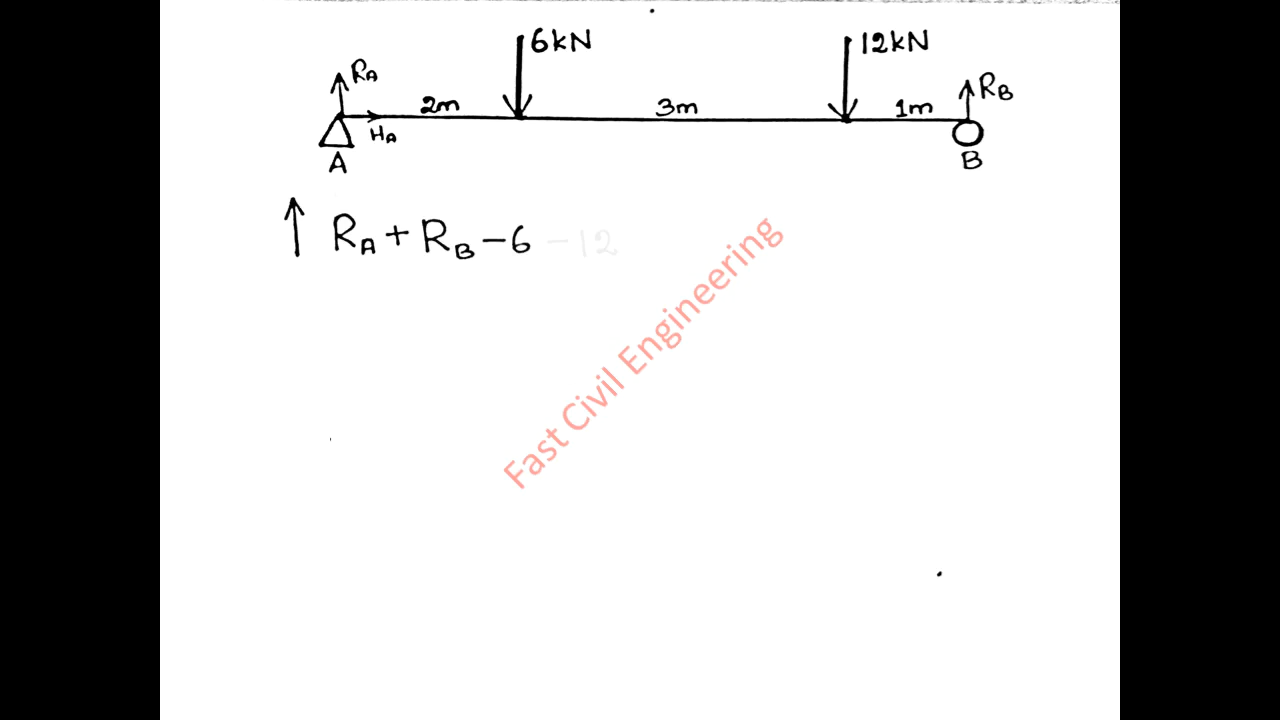 6kN 12kN
RA RB
2m 3m 1m
HA
A B
RA + RB - 6 - 12
Fast Civil Engineering